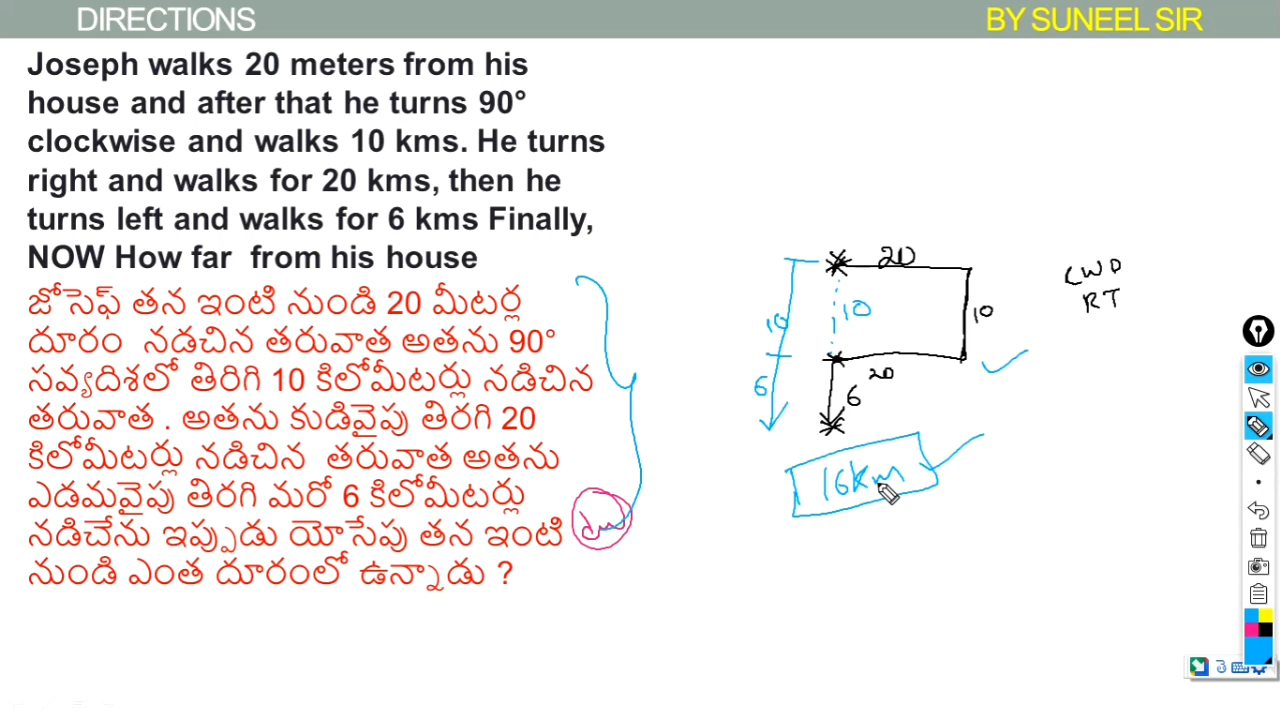 DIRECTIONS
BY SUNEEL SIR
Joseph walks 20 meters from his
house and after that he turns 90°
clockwise and walks 10 kms. He turns
right and walks for 20 kms, then he
turns left and walks for 6 kms Finally,
NOW How far from his house
జోసెఫ్ తన ఇంటి నుండి 20 మీటర్ల
దూరం నడచిన తరువాత అతను 90°
సవ్యదిశలో తిరిగి 10 కిలోమీటర్లు నడిచిన
తరువాత . అతను కుడివైపు తిరగి 20
కిలోమీటర్లు నడిచిన తరువాత అతను
ఎడమవైపు తిరగి మరో 6 కిలోమీటర్లు
నడిచేను ఇప్పుడు యోసేపు తన ఇంటి
నుండి ఎంత దూరంలో ఉన్నాడు ?
20
CWD
RT
10
10
10
20
6
6
16km